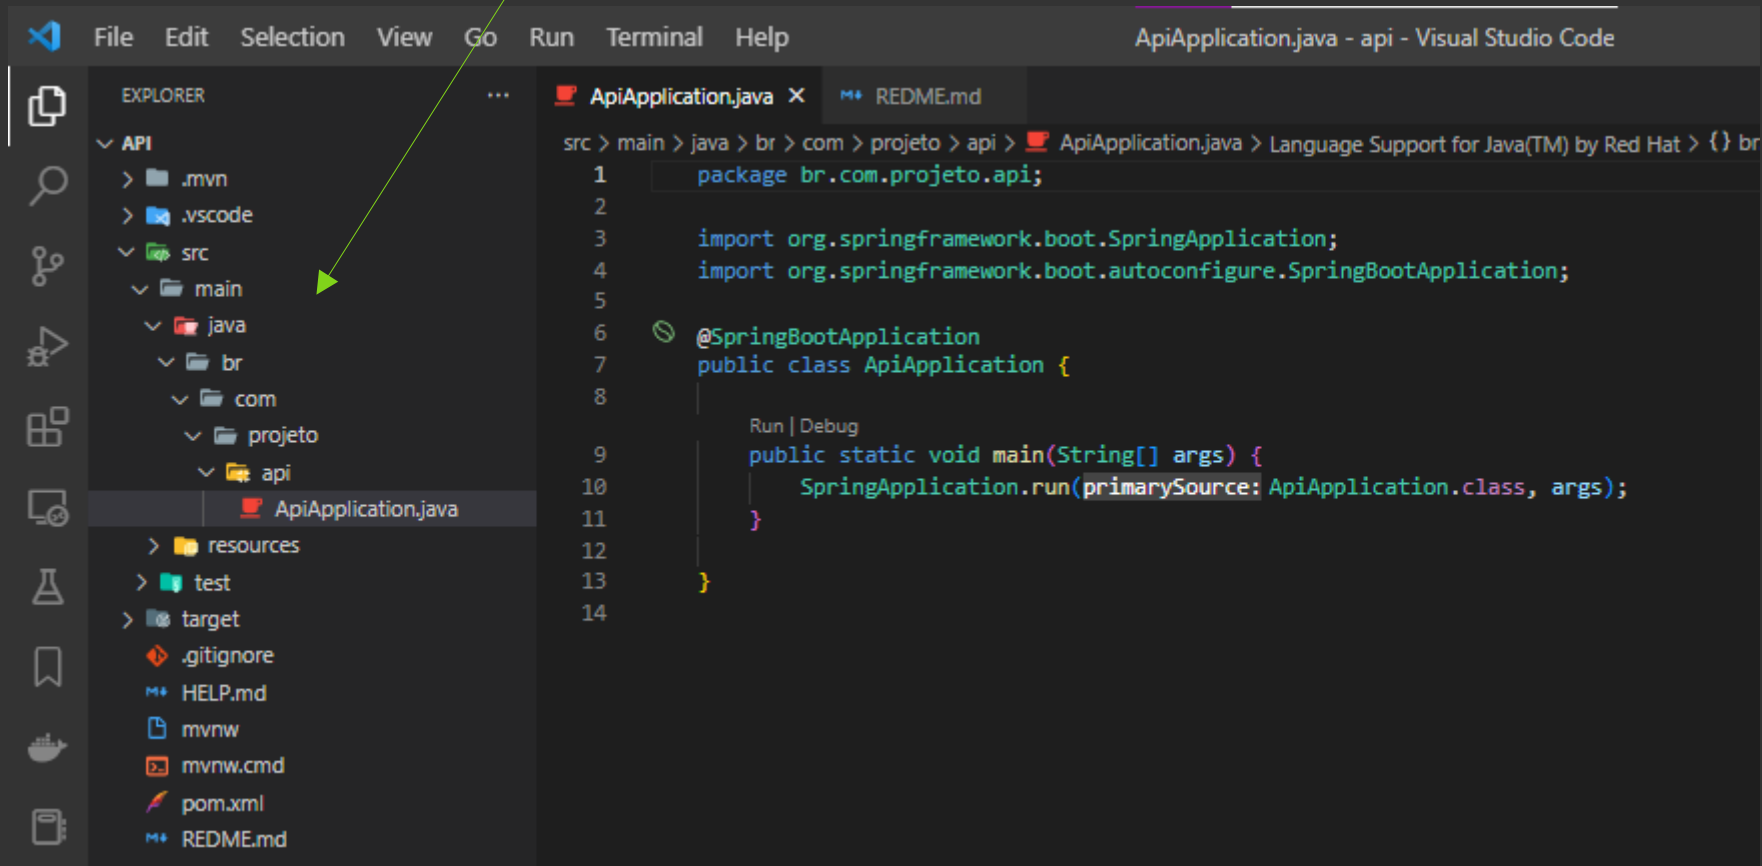 File Edit Selection View Go Run Terminal Help ApiApplication.java - api - Visual Studio Code
EXPLORER ···
API
.mvn
.vscode
src
main
java
br
com
projeto
api
ApiApplication.java
resources
test
target
.gitignore
HELP.md
mvnw
mvnw.cmd
pom.xml
REDME.md
ApiApplication.java REDME.md
src > main > java > br > com > projeto > api > ApiApplication.java > Language Support for Java(TM) by Red Hat > {} br
1 package br.com.projeto.api;
2
3 import org.springframework.boot.SpringApplication;
4 import org.springframework.boot.autoconfigure.SpringBootApplication;
5
6 @SpringBootApplication
7 public class ApiApplication {
8
Run | Debug
9 public static void main(String[] args) {
10 SpringApplication.run(primarySource: ApiApplication.class, args);
11 }
12
13 }
14